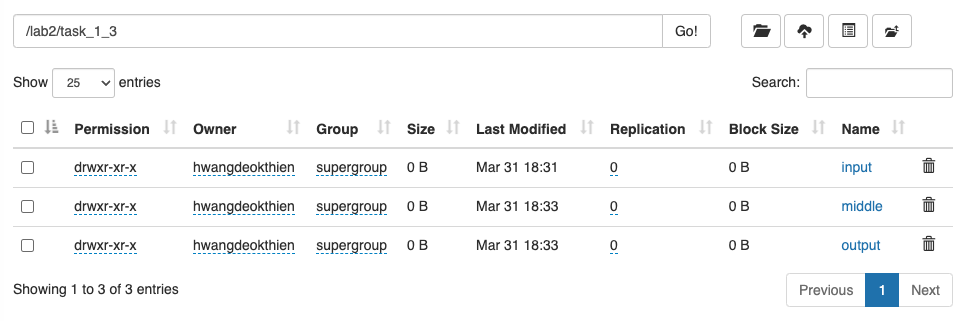 /lab2/task_1_3 Go!
Show 25 entries Search:
Permission Owner Group Size Last Modified Replication Block Size Name
drwxr-xr-x hwangdeokthien supergroup 0 B Mar 31 18:31 0 0 B input
drwxr-xr-x hwangdeokthien supergroup 0 B Mar 31 18:33 0 0 B middle
drwxr-xr-x hwangdeokthien supergroup 0 B Mar 31 18:33 0 0 B output
Showing 1 to 3 of 3 entries Previous 1 Next